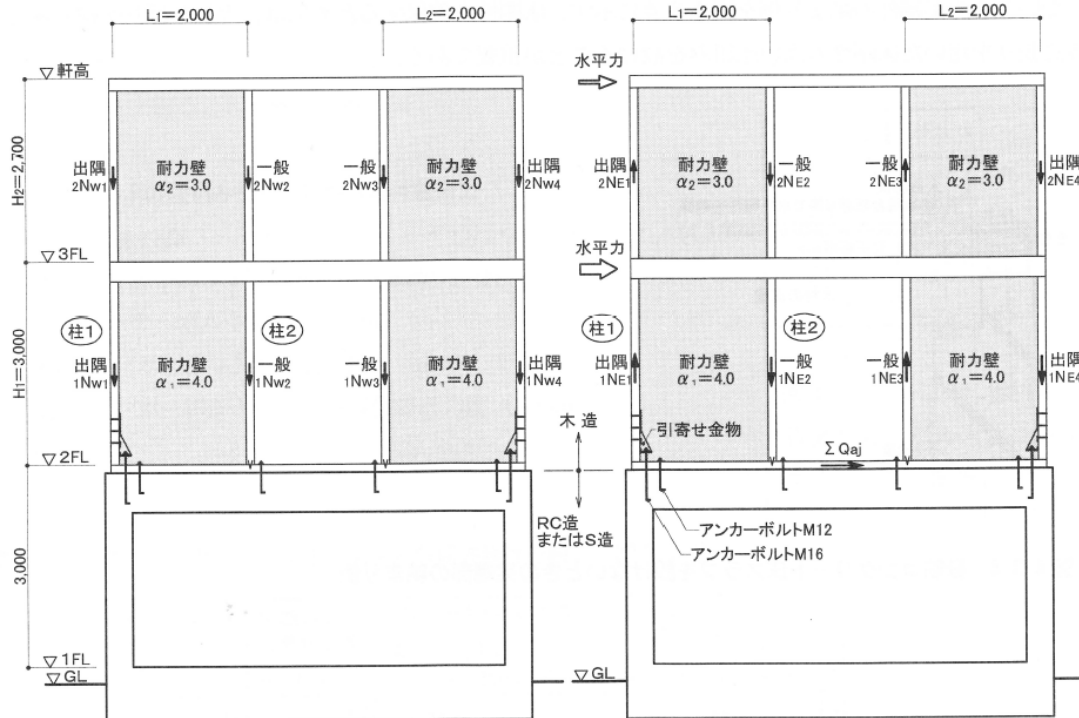 L₁=2,000
L₂=2,000
▽軒高
H₂=2,700
出隅
2Nw1
耐力壁
α₂=3.0
一般
2Nw2
一般
2Nw3
耐力壁
α₂=3.0
出隅
2Nw4
▽3FL
H₁=3,000
柱1
柱2
出隅
1Nw1
耐力壁
α₁=4.0
一般
1Nw2
一般
1Nw3
耐力壁
α₁=4.0
出隅
1Nw4
▽2FL
3,000
▽1FL
▽GL
木造
RC造
またはS造
L₁=2,000
L₂=2,000
水平力
出隅
2NE1
耐力壁
α₂=3.0
一般
2NE2
一般
2NE3
耐力壁
α₂=3.0
出隅
2NE4
水平力
柱1
柱2
出隅
1NE1
耐力壁
α₁=4.0
一般
1NE2
一般
1NE3
耐力壁
α₁=4.0
出隅
1NE4
引寄せ金物
ΣQaj
アンカーボルトM12
アンカーボルトM16
▽GL